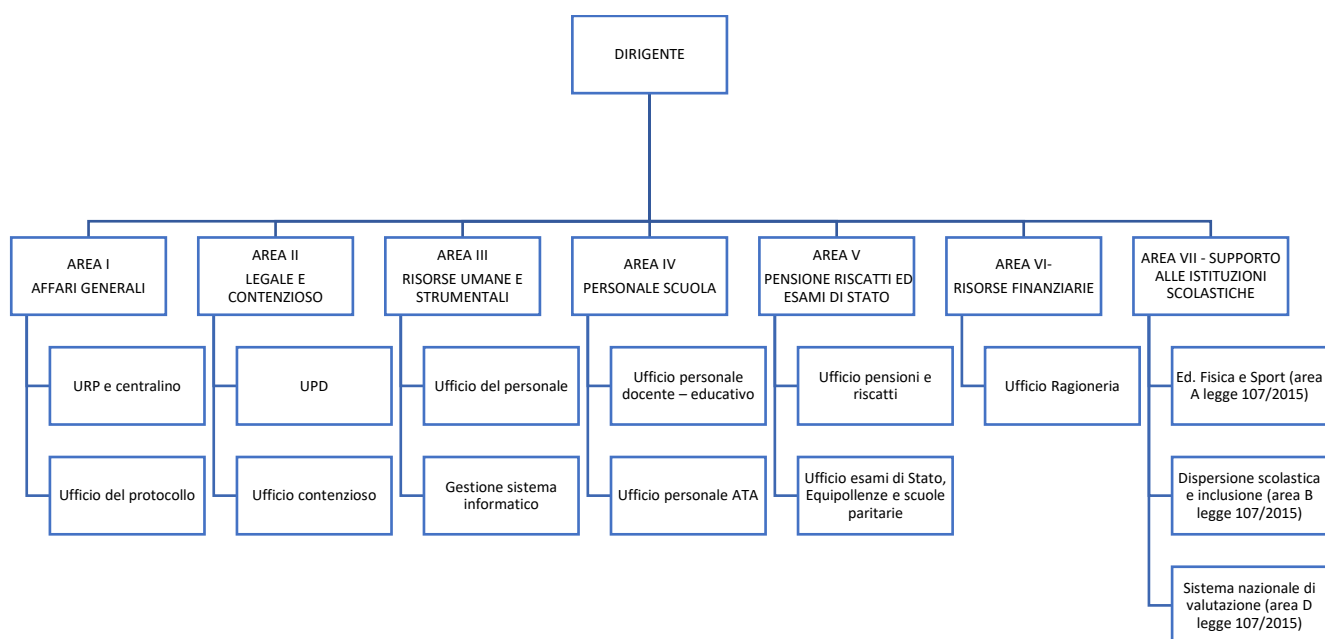 DIRIGENTE
AREA I
AFFARI GENERALI
AREA II
LEGALE E
CONTENZIOSO
AREA III
RISORSE UMANE E
STRUMENTALI
AREA IV
PERSONALE SCUOLA
AREA V
PENSIONE RISCATTI ED
ESAMI DI STATO
AREA VI-
RISORSE FINANZIARIE
AREA VII - SUPPORTO
ALLE ISTITUZIONI
SCOLASTICHE
URP e centralino
UPD
Ufficio del personale
Ufficio personale
docente – educativo
Ufficio pensioni e
riscatti
Ufficio Ragioneria
Ed. Fisica e Sport (area
A legge 107/2015)
Ufficio del protocollo
Ufficio contenzioso
Gestione sistema
informatico
Ufficio personale ATA
Ufficio esami di Stato,
Equipollenze e scuole
paritarie
Dispersione scolastica
e inclusione (area B
legge 107/2015)
Sistema nazionale di
valutazione (area D
legge 107/2015)